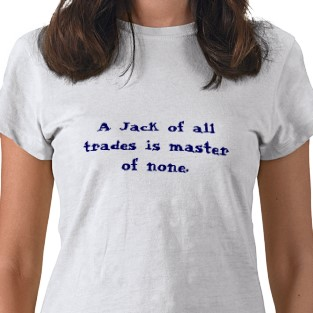 A Jack of all
trades is master
of none.